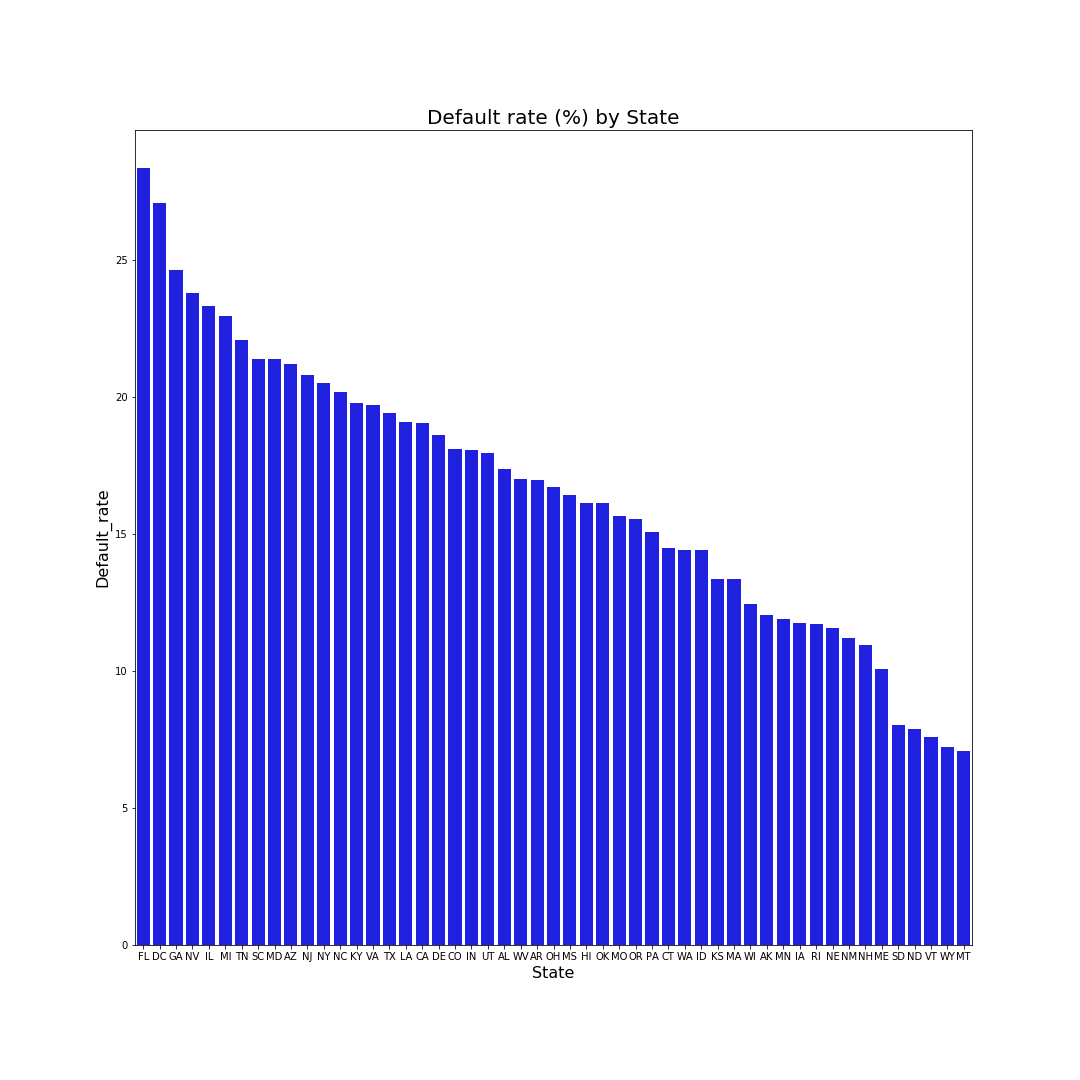 Default rate (%) by State
Default_rate
25
20
15
10
5
0
FL DC GA NV IL MI TN SC MD AZ NJ NY NC KY VA TX LA CA DE CO IN UT AL WV AR OH MS HI OK MO OR PA CT WA ID KS MA WI AK MN IA RI NE NM NH ME SD ND VT WY MT
State